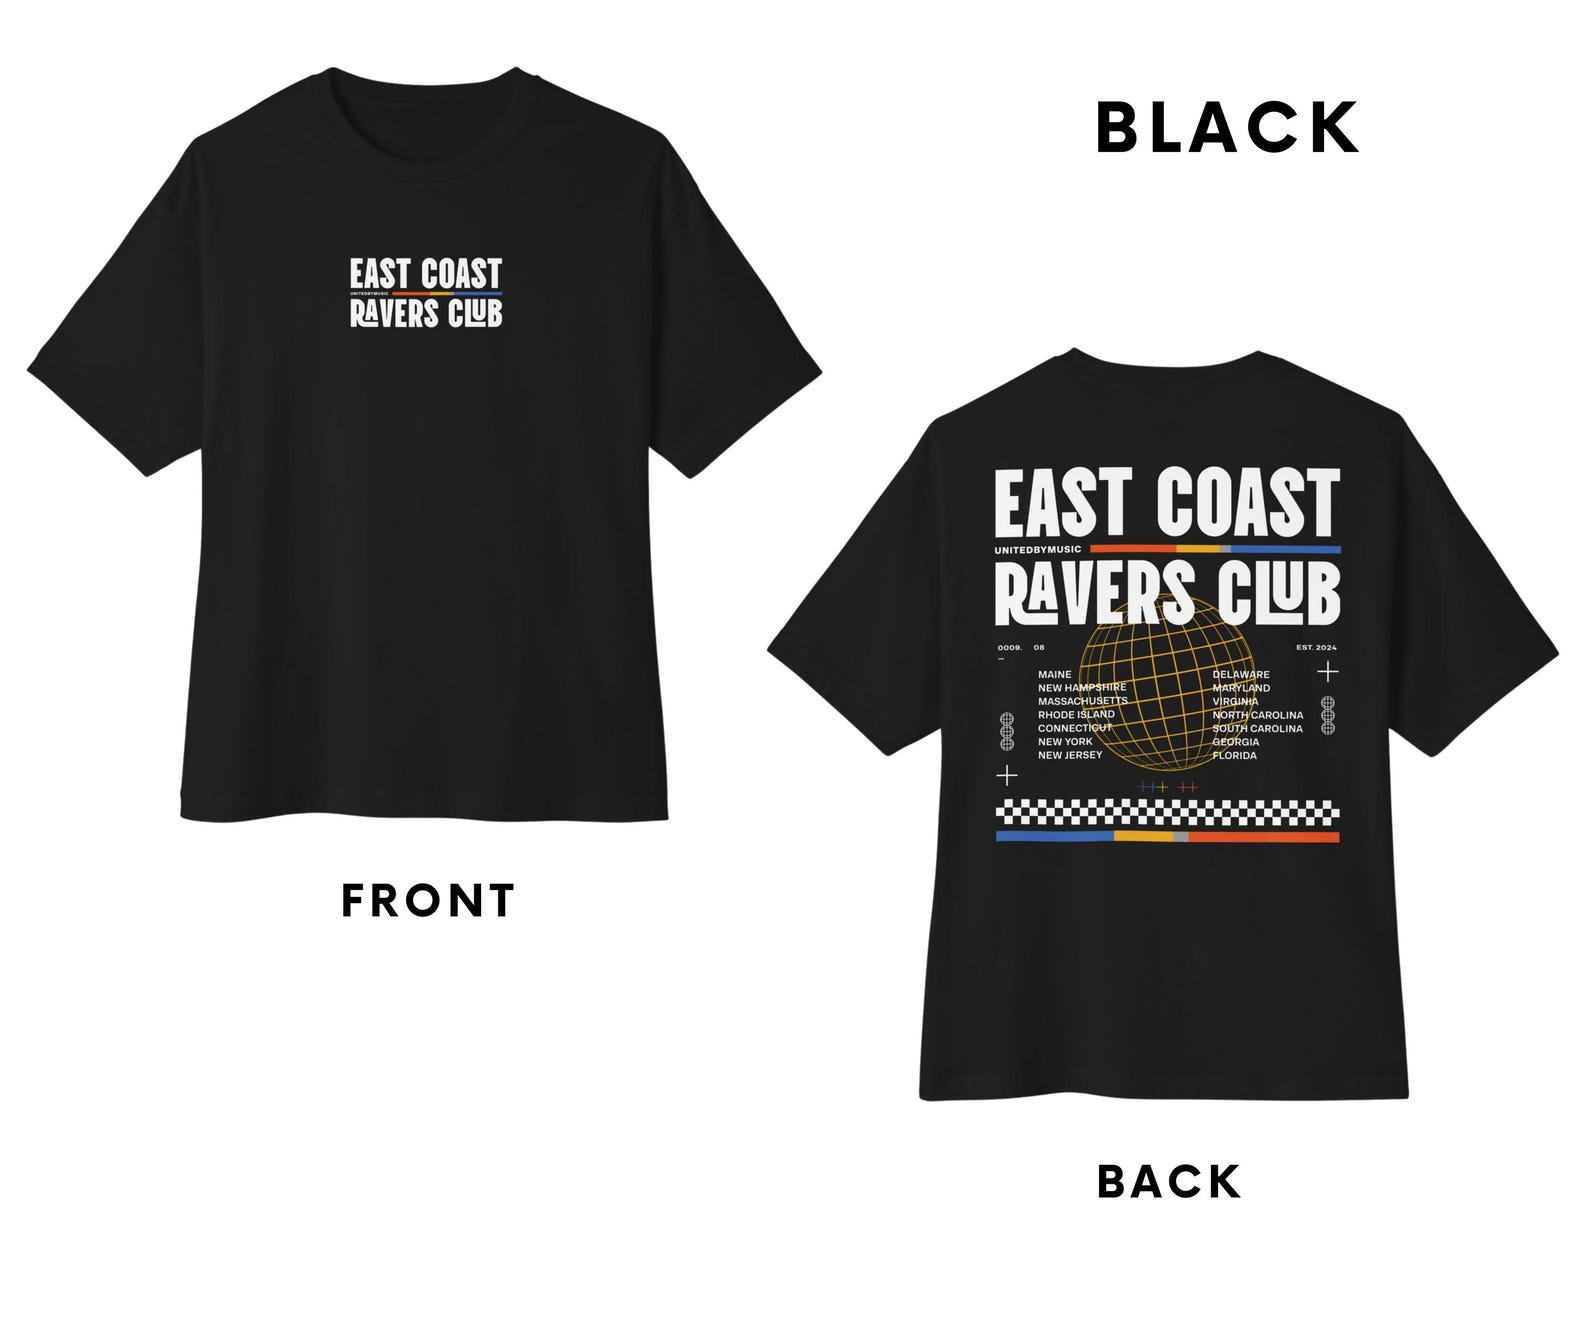 BLACK
EAST COAST
UNITEDBYMUSIC
RAVERS CLUB
FRONT
EAST COAST
UNITEDBYMUSIC
RAVERS CLUB
0009. 08
EST. 2024
MAINE
NEW HAMPSHIRE
MASSACHUSETTS
RHODE ISLAND
CONNECTICUT
NEW YORK
NEW JERSEY
DELAWARE
MARYLAND
VIRGINIA
NORTH CAROLINA
SOUTH CAROLINA
GEORGIA
FLORIDA
BACK